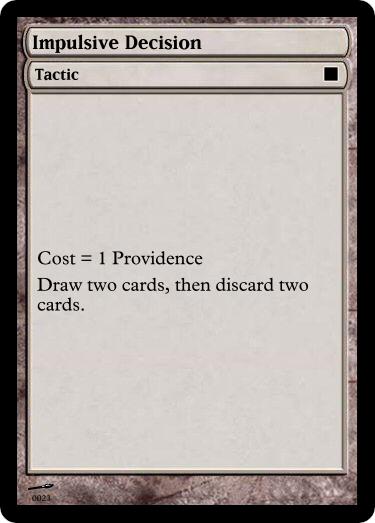 Impulsive Decision
Tactic
Cost = 1 Providence
Draw two cards, then discard two
cards.
0023